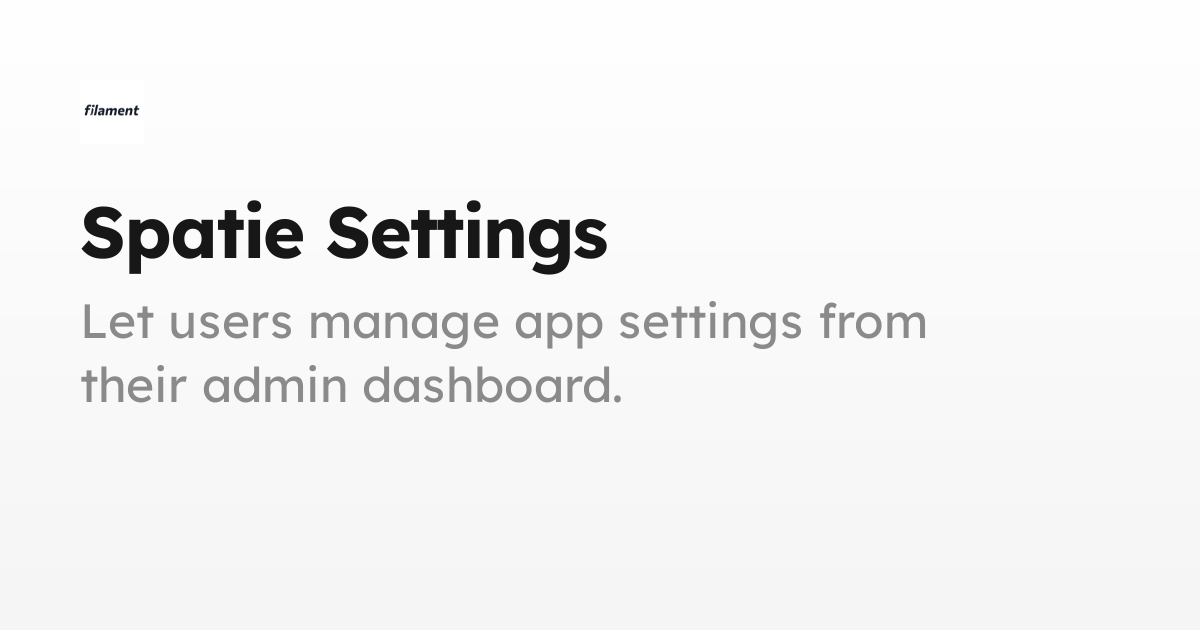 filament
Spatie Settings
Let users manage app settings from
their admin dashboard.